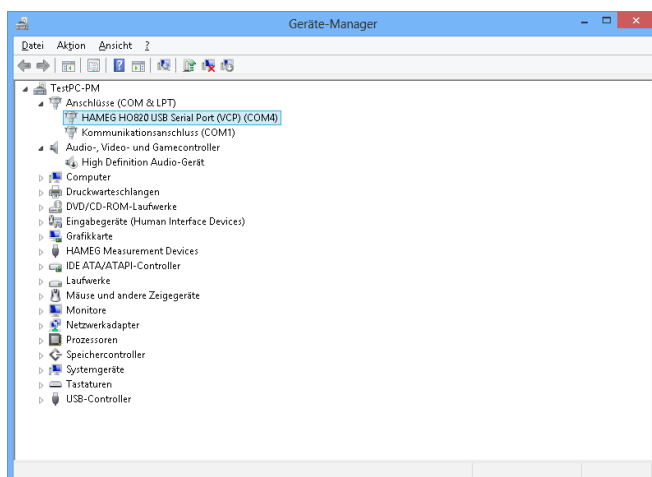 Geräte-Manager
Datei Aktion Ansicht ?
TestPC-PM
Anschlüsse (COM & LPT)
HAMEG HO820 USB Serial Port (VCP) (COM4)
Kommunikationsanschluss (COM1)
Audio-, Video- und Gamecontroller
High Definition Audio-Gerät
Computer
Druckwarteschlangen
DVD/CD-ROM-Laufwerke
Eingabegeräte (Human Interface Devices)
Grafikkarte
HAMEG Measurement Devices
IDE ATA/ATAPI-Controller
Laufwerke
Mäuse und andere Zeigegeräte
Monitore
Netzwerkadapter
Prozessoren
Speichercontroller
Systemgeräte
Tastaturen
USB-Controller